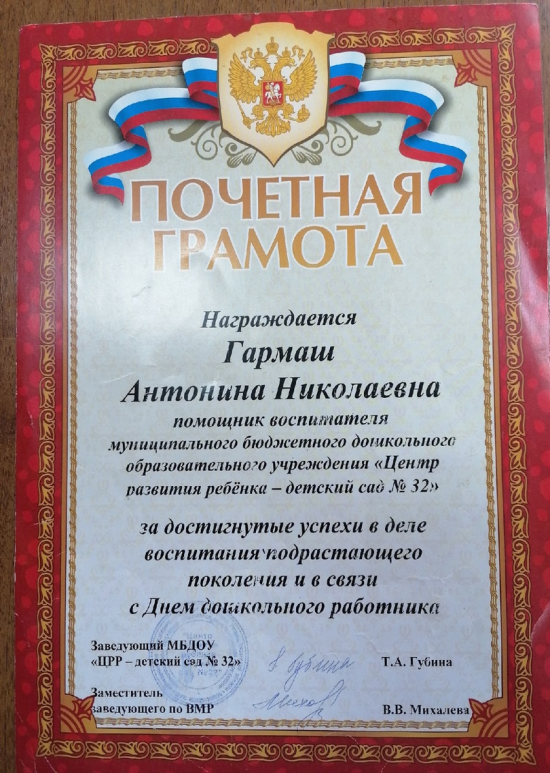 ПОЧЕТНАЯ
ГРАМОТА
Награждается
Гармаш
Антонина Николаевна
помощник воспитателя
муниципального бюджетного дошкольного
образовательного учреждения «Центр
развития ребёнка – детский сад № 32»
за достигнутые успехи в деле
воспитания подрастающего
поколения и в связи
с Днем дошкольного работника
Заведующий МБДОУ
«ЦРР – детский сад № 32» Т.А. Губина
Заместитель
заведующего по ВМР В.В. Михалева